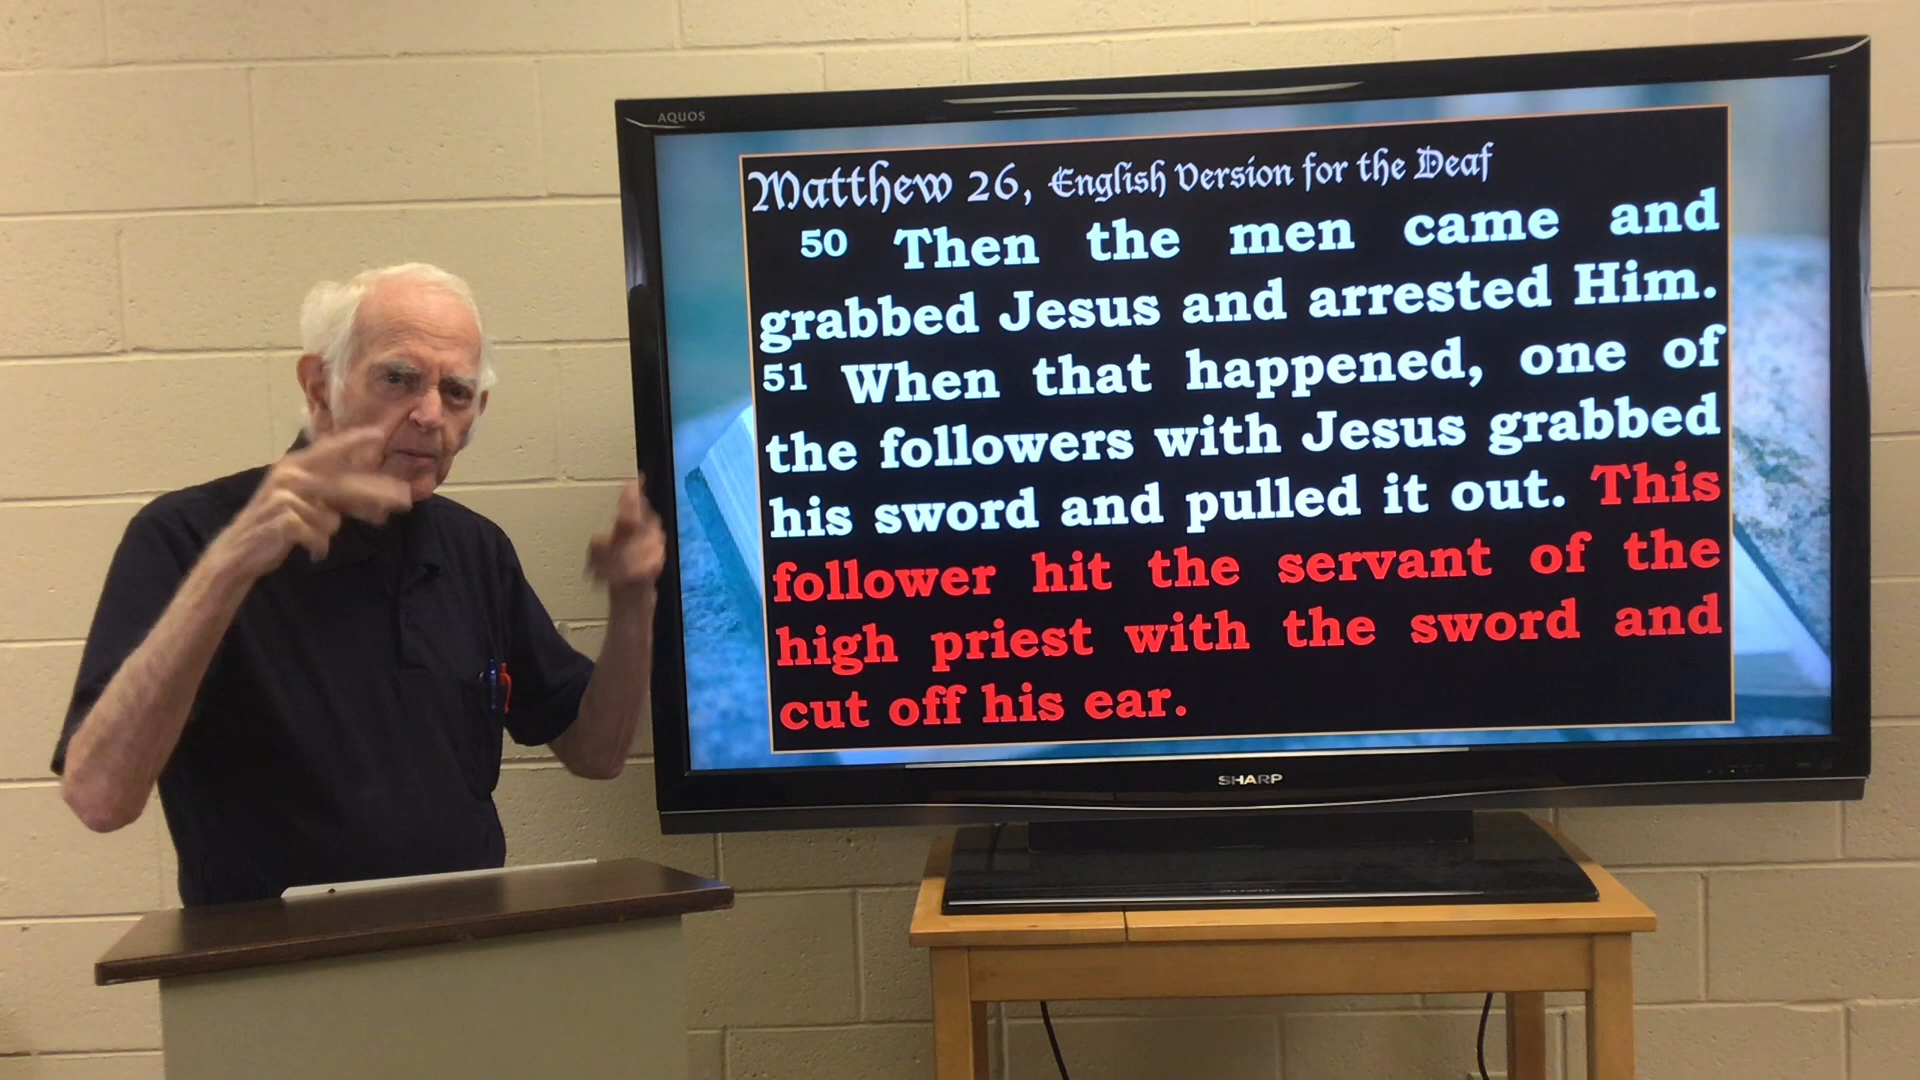 AQUOS
Matthew 26, English Version for the Deaf
50 Then the men came and
grabbed Jesus and arrested Him.
51 When that happened, one of
the followers with Jesus grabbed
his sword and pulled it out. This
follower hit the servant of the
high priest with the sword and
cut off his ear.
SHARP